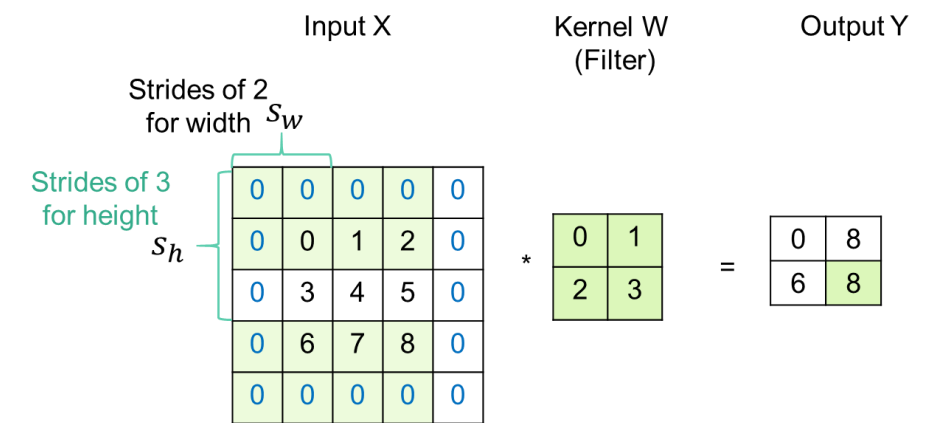 Input X
Kernel W
(Filter)
Output Y
Strides of 2
for width s_w
Strides of 3
for height
s_h
0 0 0 0 0
0 0 1 2 0
0 3 4 5 0
0 6 7 8 0
0 0 0 0 0
*
0 1
2 3
=
0 8
6 8